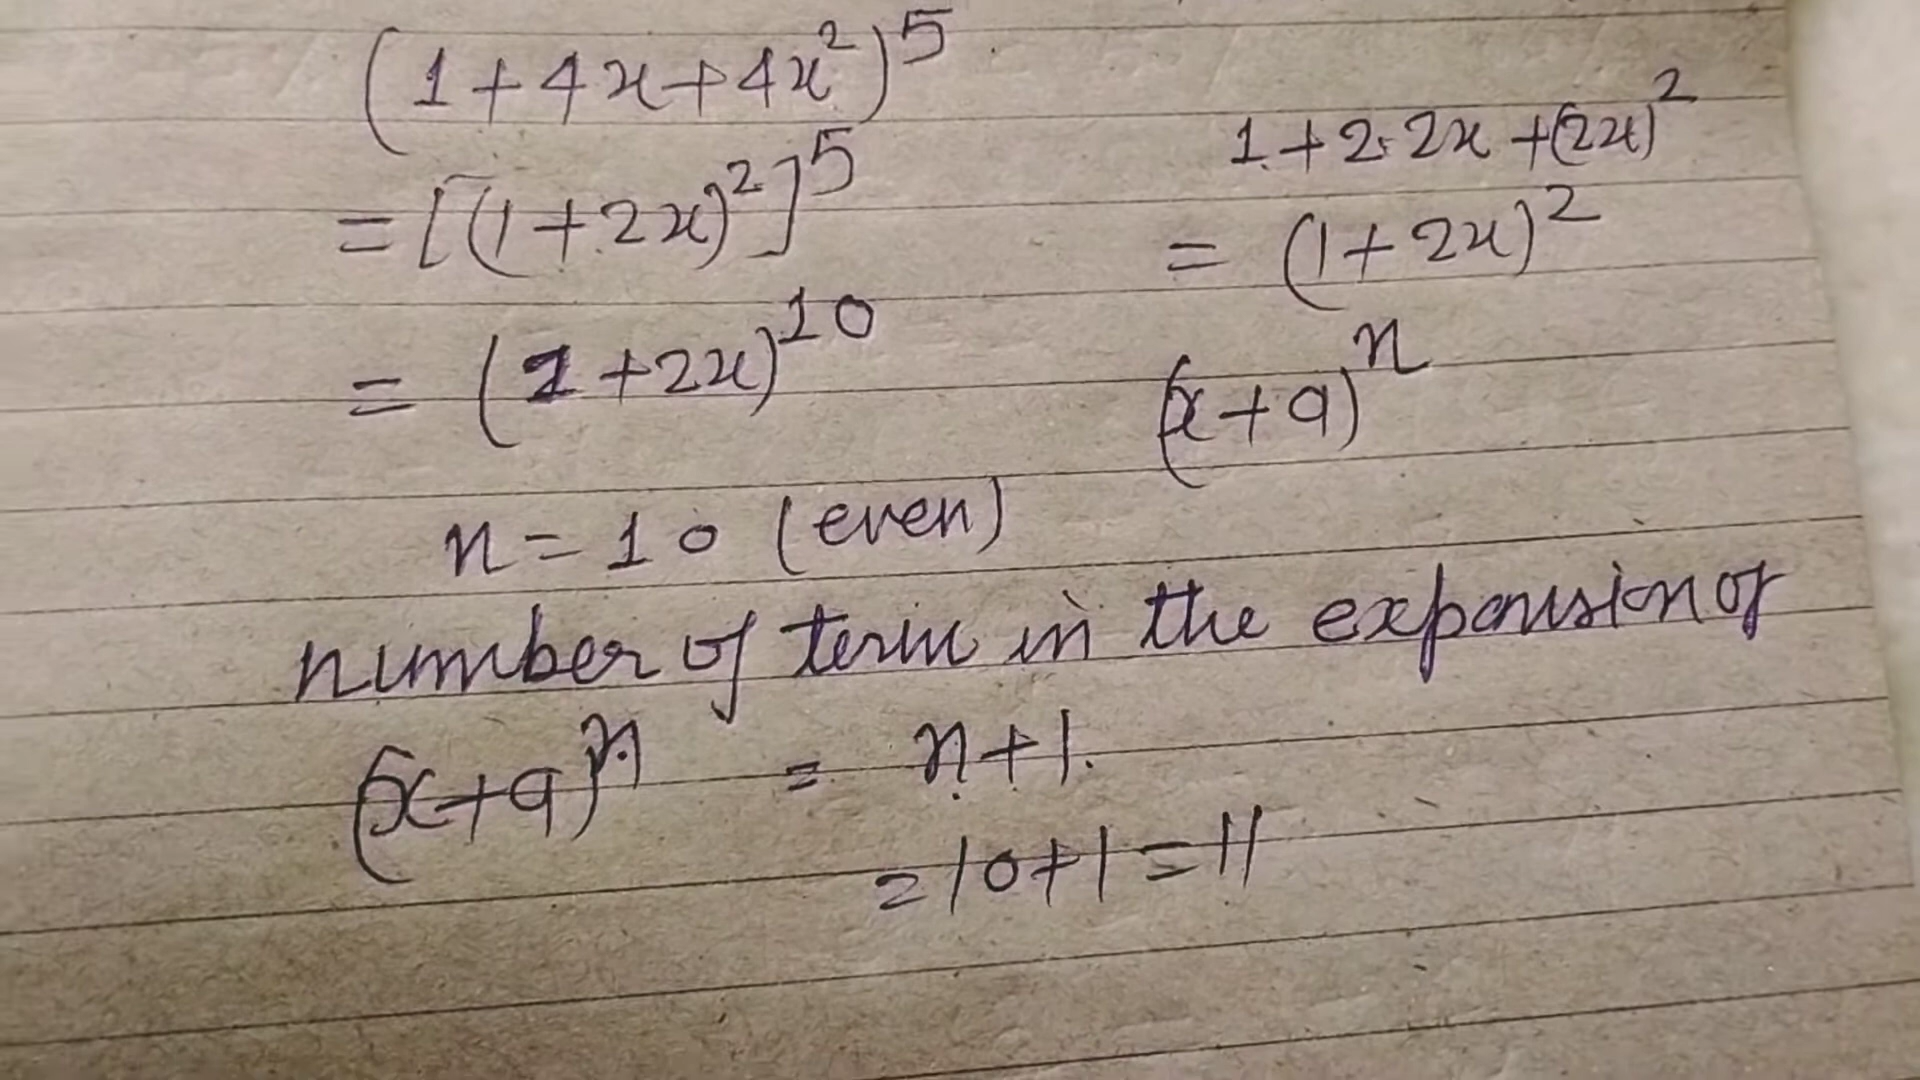 (1+4x+4x²)⁵
= [(1+2x)²]⁵
= (1+2x)¹⁰
1+2·2x+(2x)²
= (1+2x)²
(x+a)ⁿ
n = 10 (even)
number of term in the expansion of
(x+a)ⁿ = n+1.
= 10+1 = 11